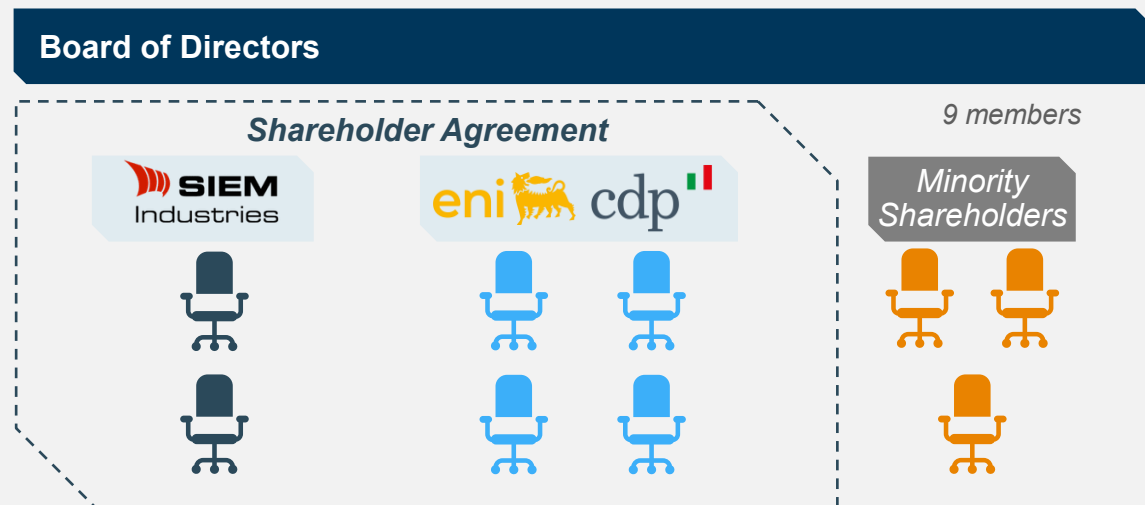 Board of Directors
Shareholder Agreement
9 members
SIEM
Industries
eni
cdp
Minority
Shareholders